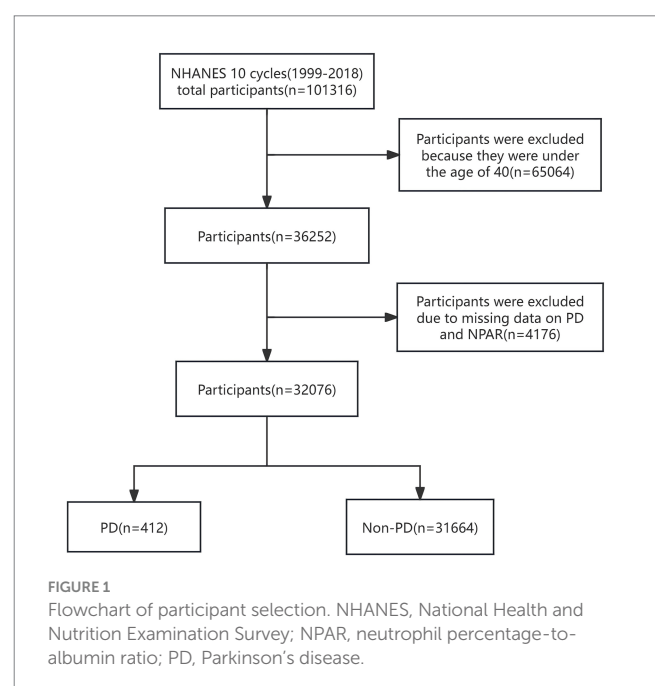 NHANES 10 cycles(1999-2018)
total participants(n=101316)
Participants were excluded
because they were under
the age of 40(n=65064)
Participants(n=36252)
Participants were excluded
due to missing data on PD
and NPAR(n=4176)
Participants(n=32076)
PD(n=412)
Non-PD(n=31664)
FIGURE 1
Flowchart of participant selection. NHANES, National Health and
Nutrition Examination Survey; NPAR, neutrophil percentage-to-
albumin ratio; PD, Parkinson’s disease.